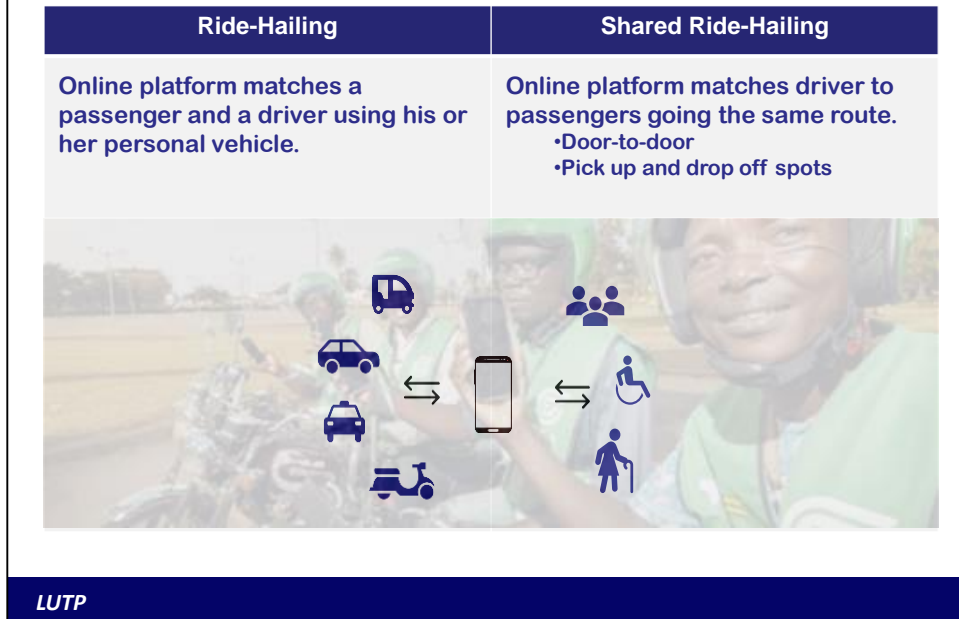 Ride-Hailing
Shared Ride-Hailing
Online platform matches a
passenger and a driver using his or
her personal vehicle.
Online platform matches driver to
passengers going the same route.
•Door-to-door
•Pick up and drop off spots
LUTP